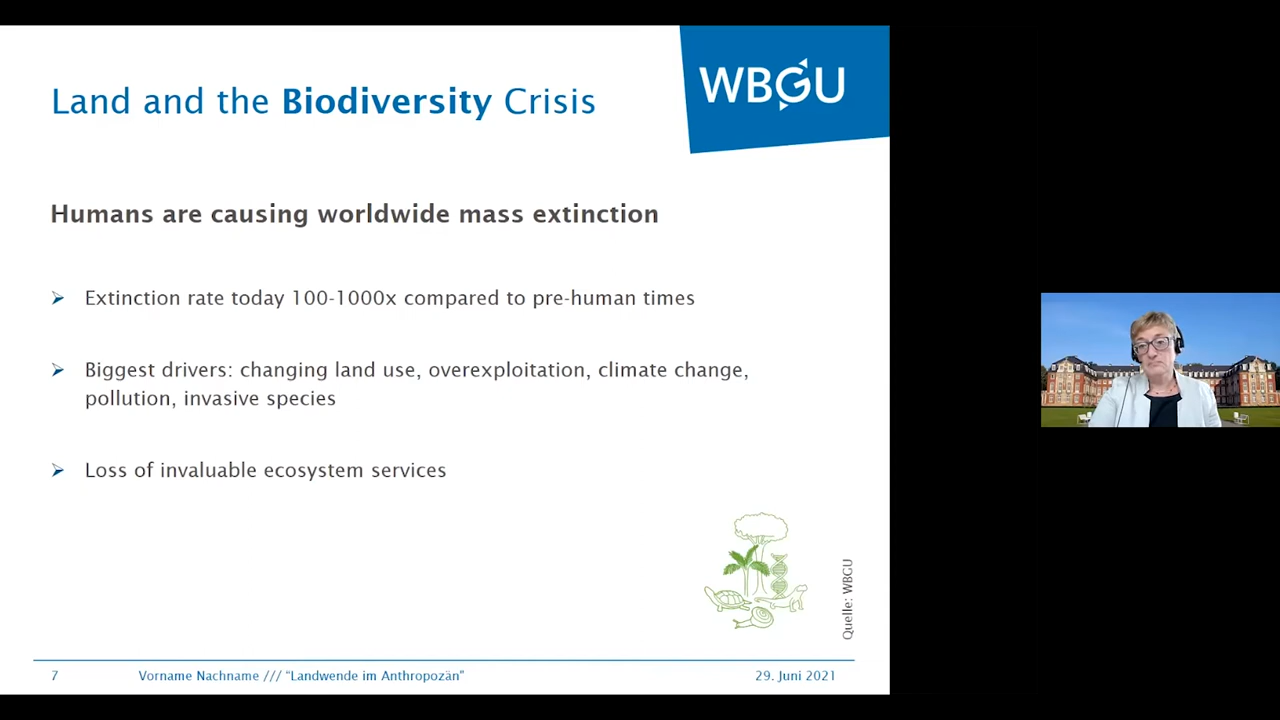 Land and the Biodiversity Crisis
WBGU
Humans are causing worldwide mass extinction
Extinction rate today 100-1000x compared to pre-human times
Biggest drivers: changing land use, overexploitation, climate change,
pollution, invasive species
Loss of invaluable ecosystem services
Quelle: WBGU
7 Vorname Nachname /// “Landwende im Anthropozän” 29. Juni 2021